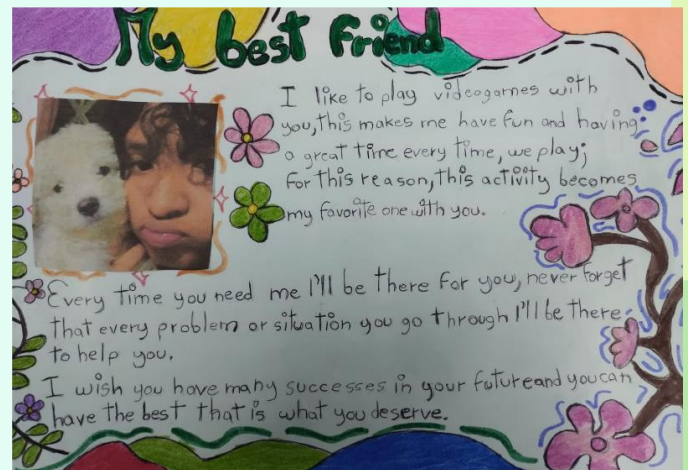 My best friend
I like to play videogames with
you, this makes me have fun and having
a great time every time, we play;
For this reason, this activity becomes
my favorite one with you.
Every time you need me I'll be there for you, never forget
that every problem or situation you go through I'll be there
to help you.
I wish you have many successes in your future and you can
have the best that is what you deserve.